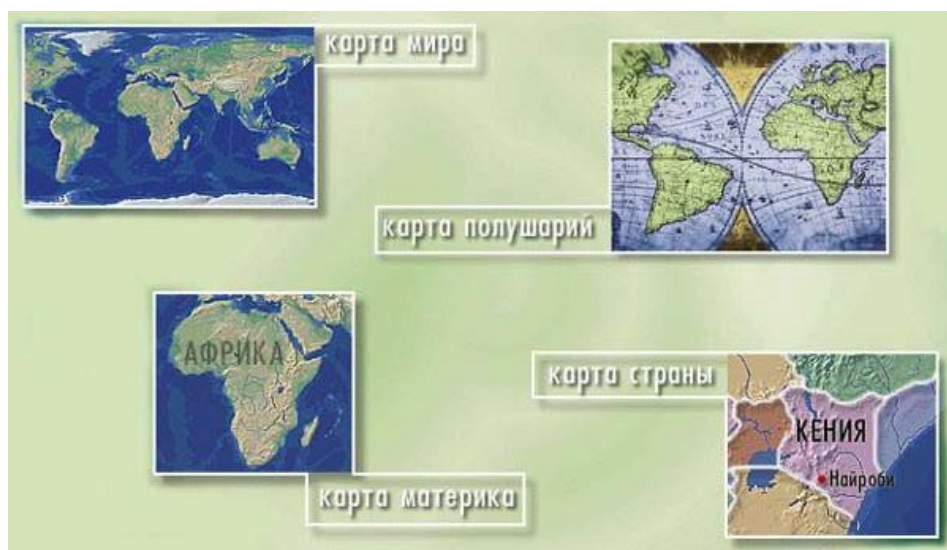 карта мира
карта полушарий
АФРИКА
карта материка
карта страны
КЕНИЯ
Найроби